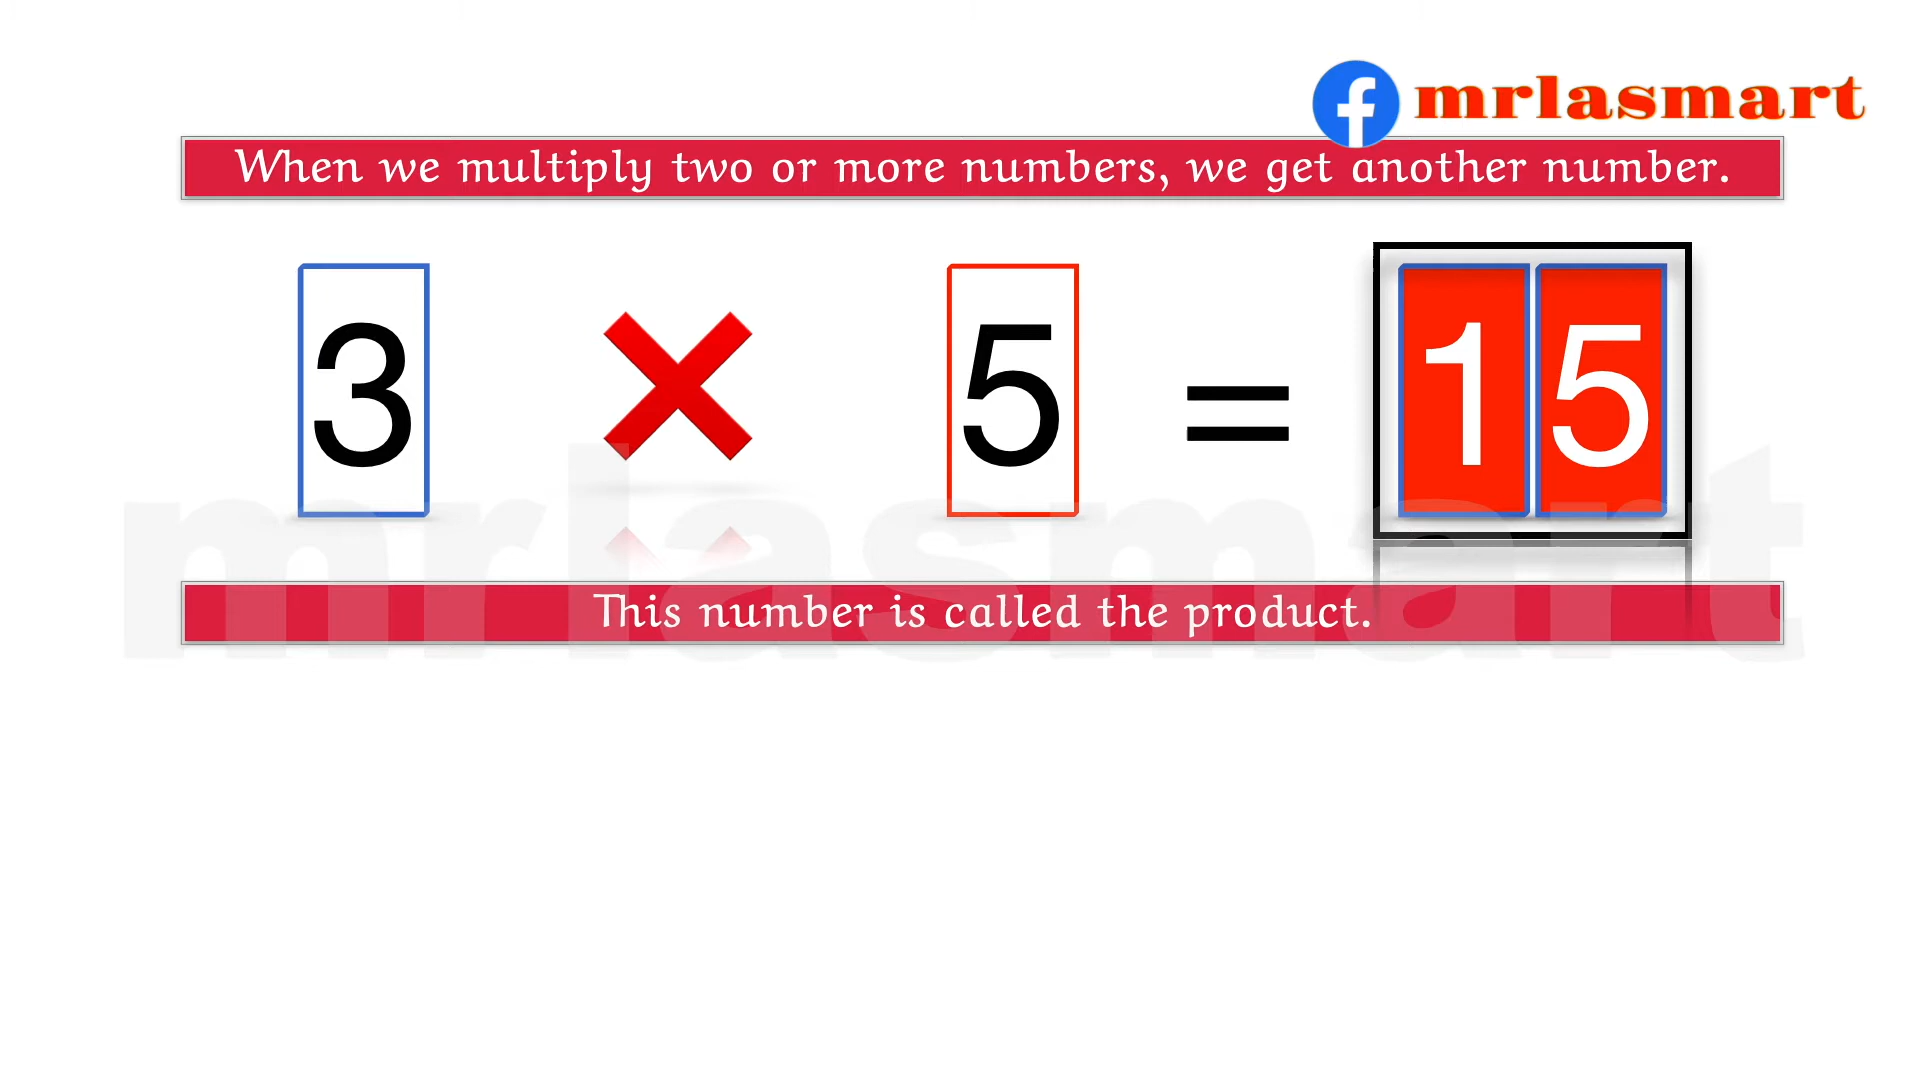 mrlasmart
When we multiply two or more numbers, we get another number.
3 × 5 = 15
mrlasmart
This number is called the product.